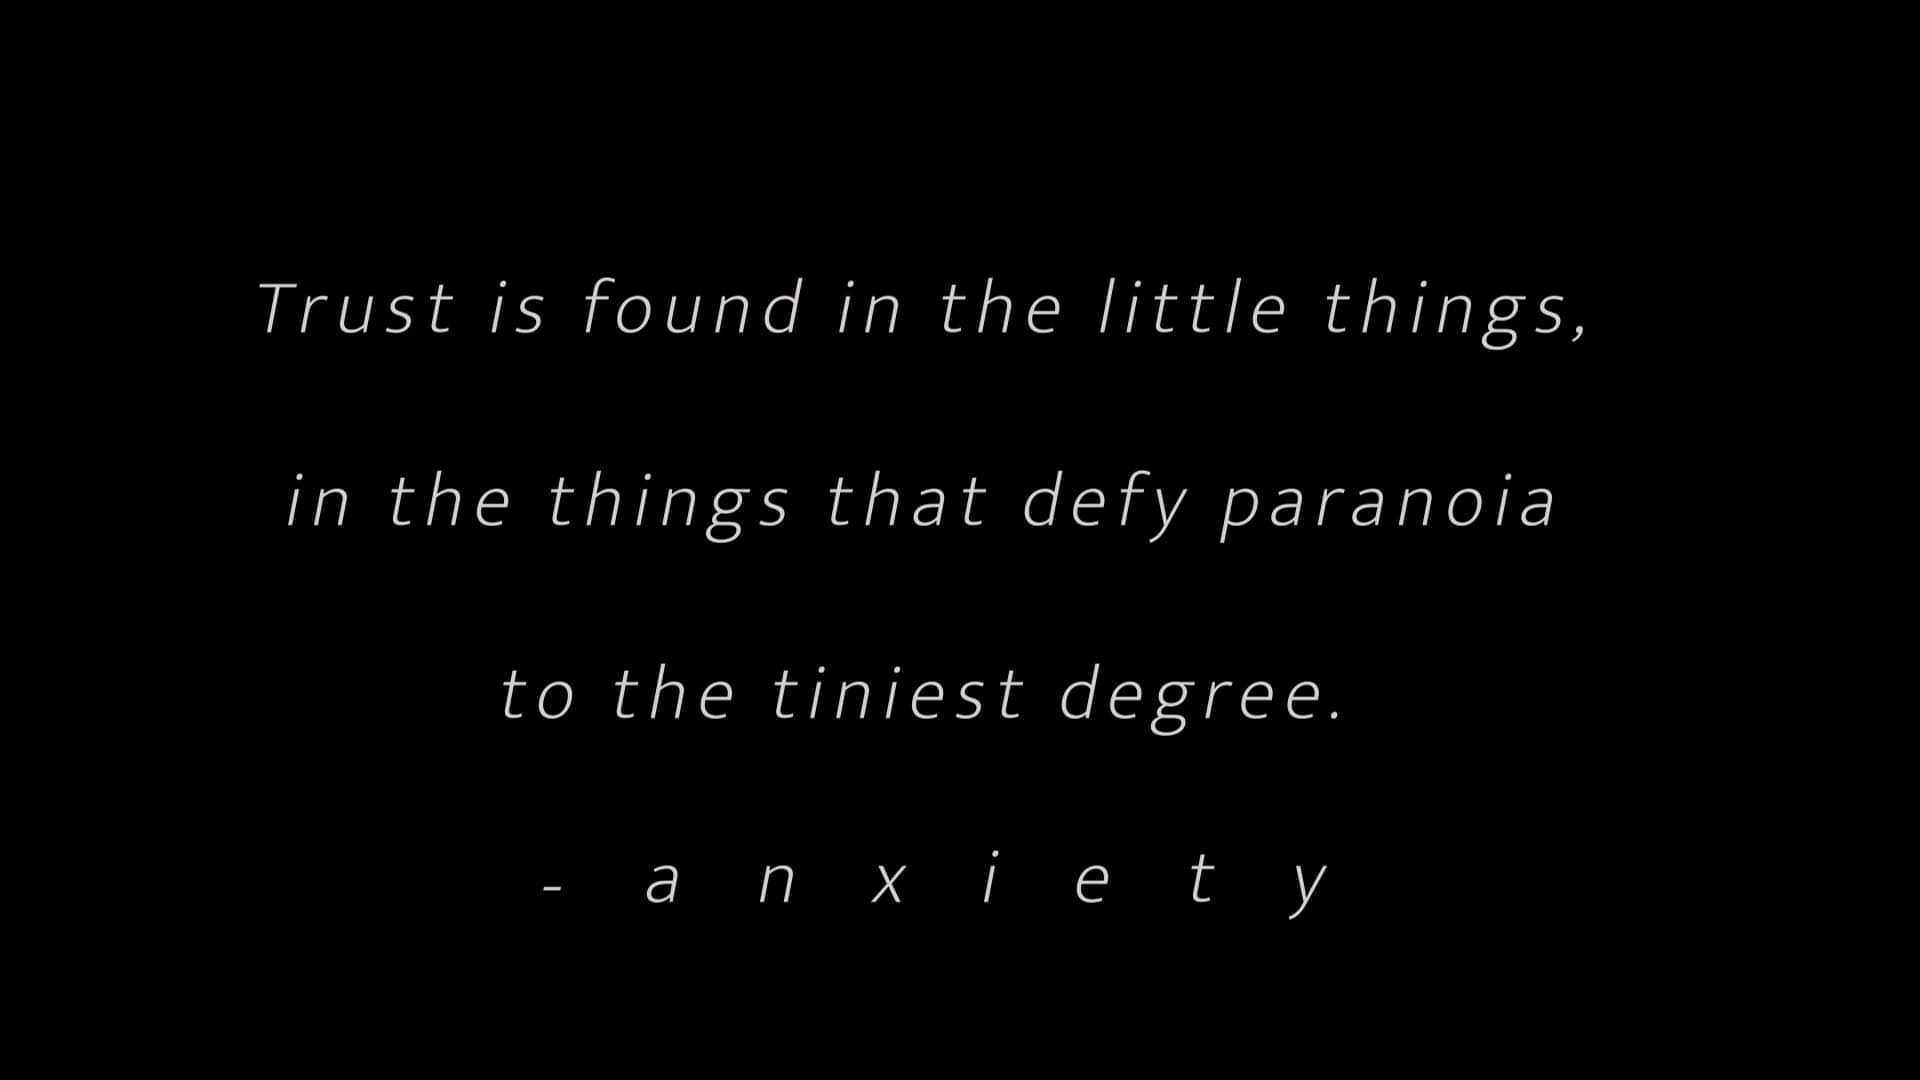 Trust is found in the little things,
in the things that defy paranoia
to the tiniest degree.
- a n x i e t y